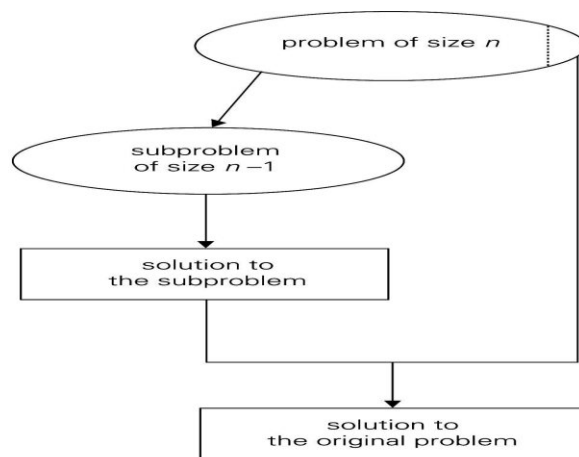 problem of size n
subproblem
of size n – 1
solution to
the subproblem
solution to
the original problem